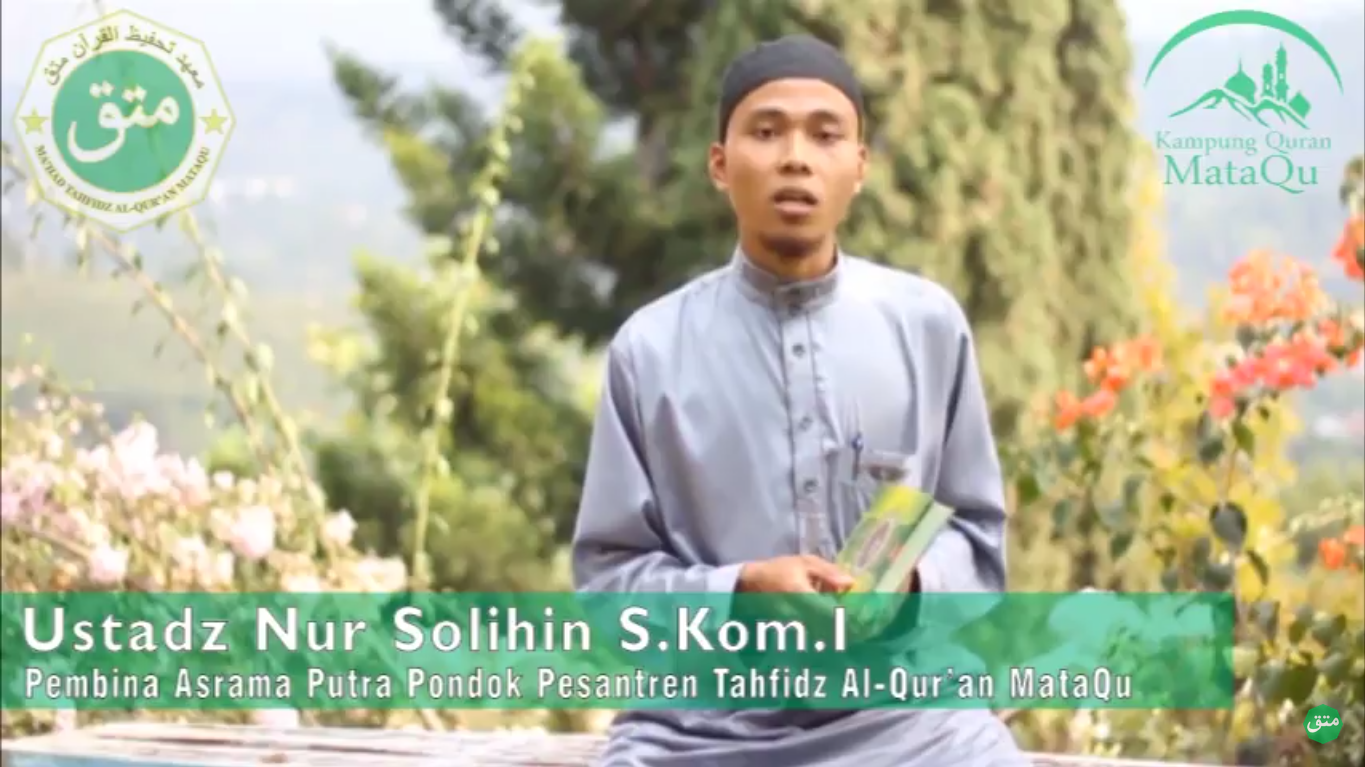 معهد تحفيظ القرآن متق
متق
MA'HAD TAHFIDZ AL-QUR'AN MATAQU
Kampung Quran
MataQu
Ustadz Nur Solihin S.Kom.I
Pembina Asrama Putra Pondok Pesantren Tahfidz Al-Qur'an MataQu
متق